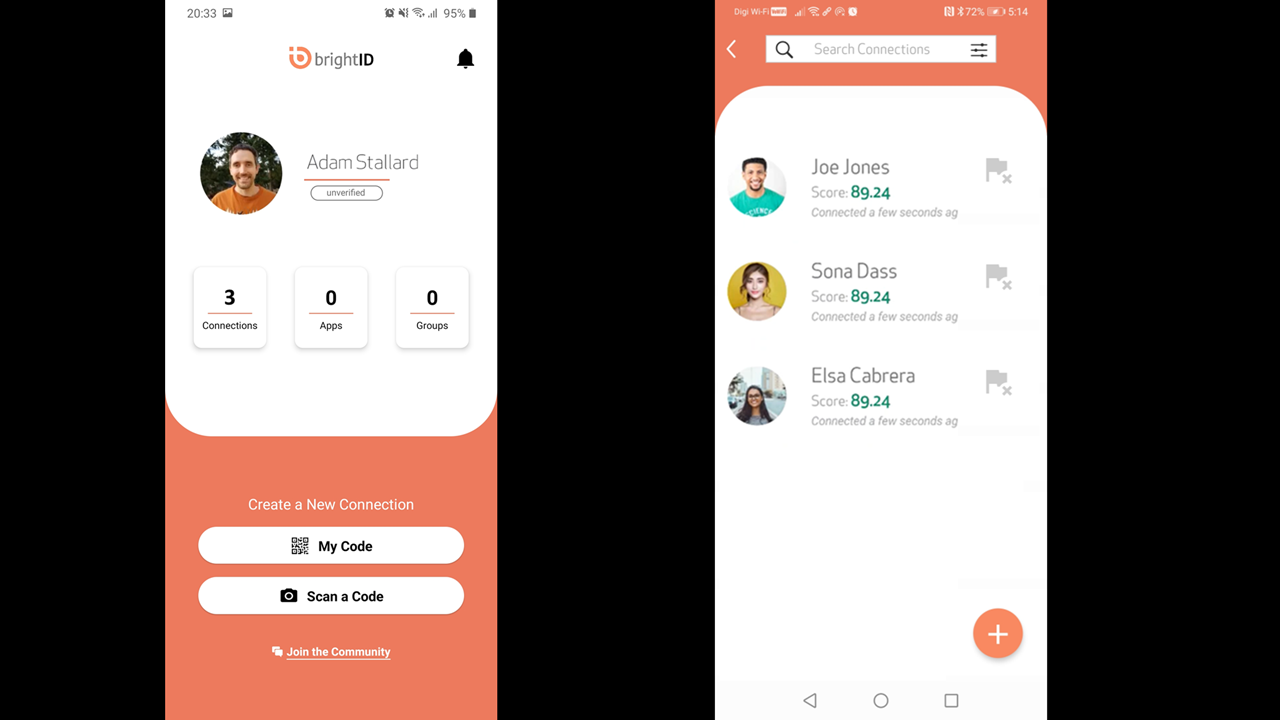 20:33
95%
brightID
Adam Stallard
unverified
3
Connections
0
Apps
0
Groups
Create a New Connection
My Code
Scan a Code
Join the Community
Digi Wi-Fi VoWiFi
72% 5:14
Search Connections
Joe Jones
Score: 89.24
Connected a few seconds ag
SCIENCE
Sona Dass
Score: 89.24
Connected a few seconds ag
Elsa Cabrera
Score: 89.24
Connected a few seconds ag